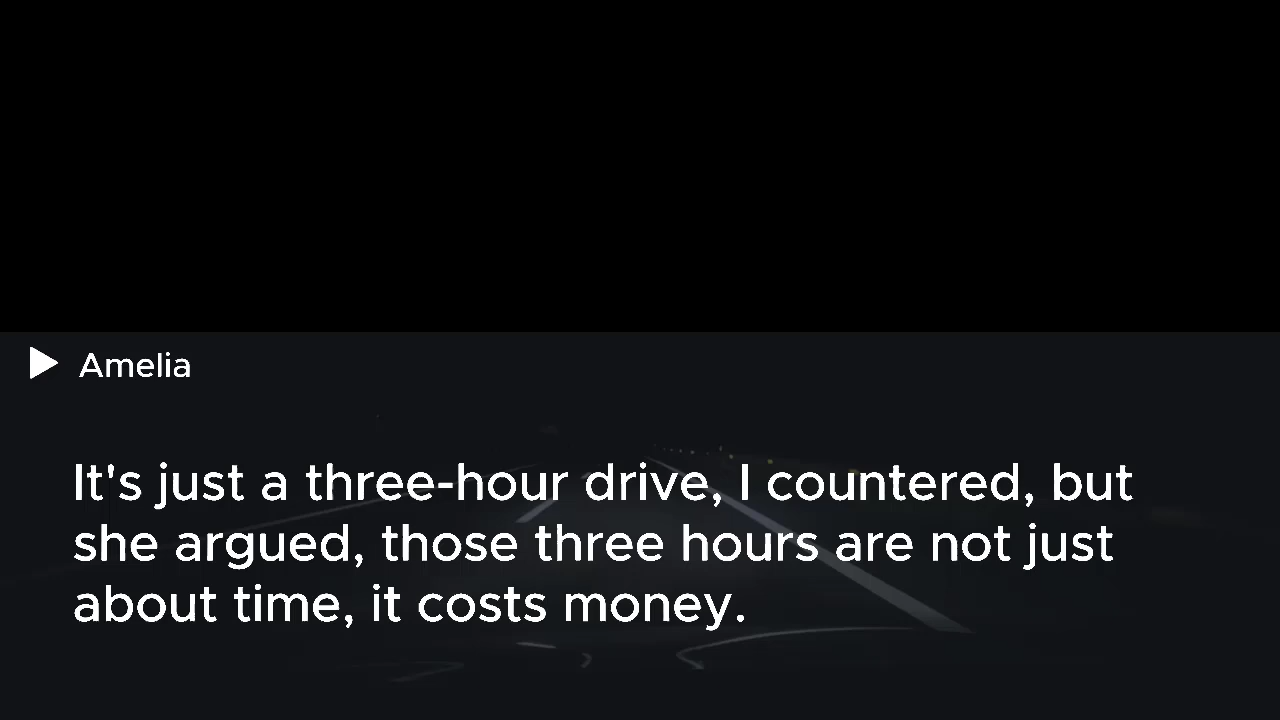 Amelia
It's just a three-hour drive, I countered, but
she argued, those three hours are not just
about time, it costs money.